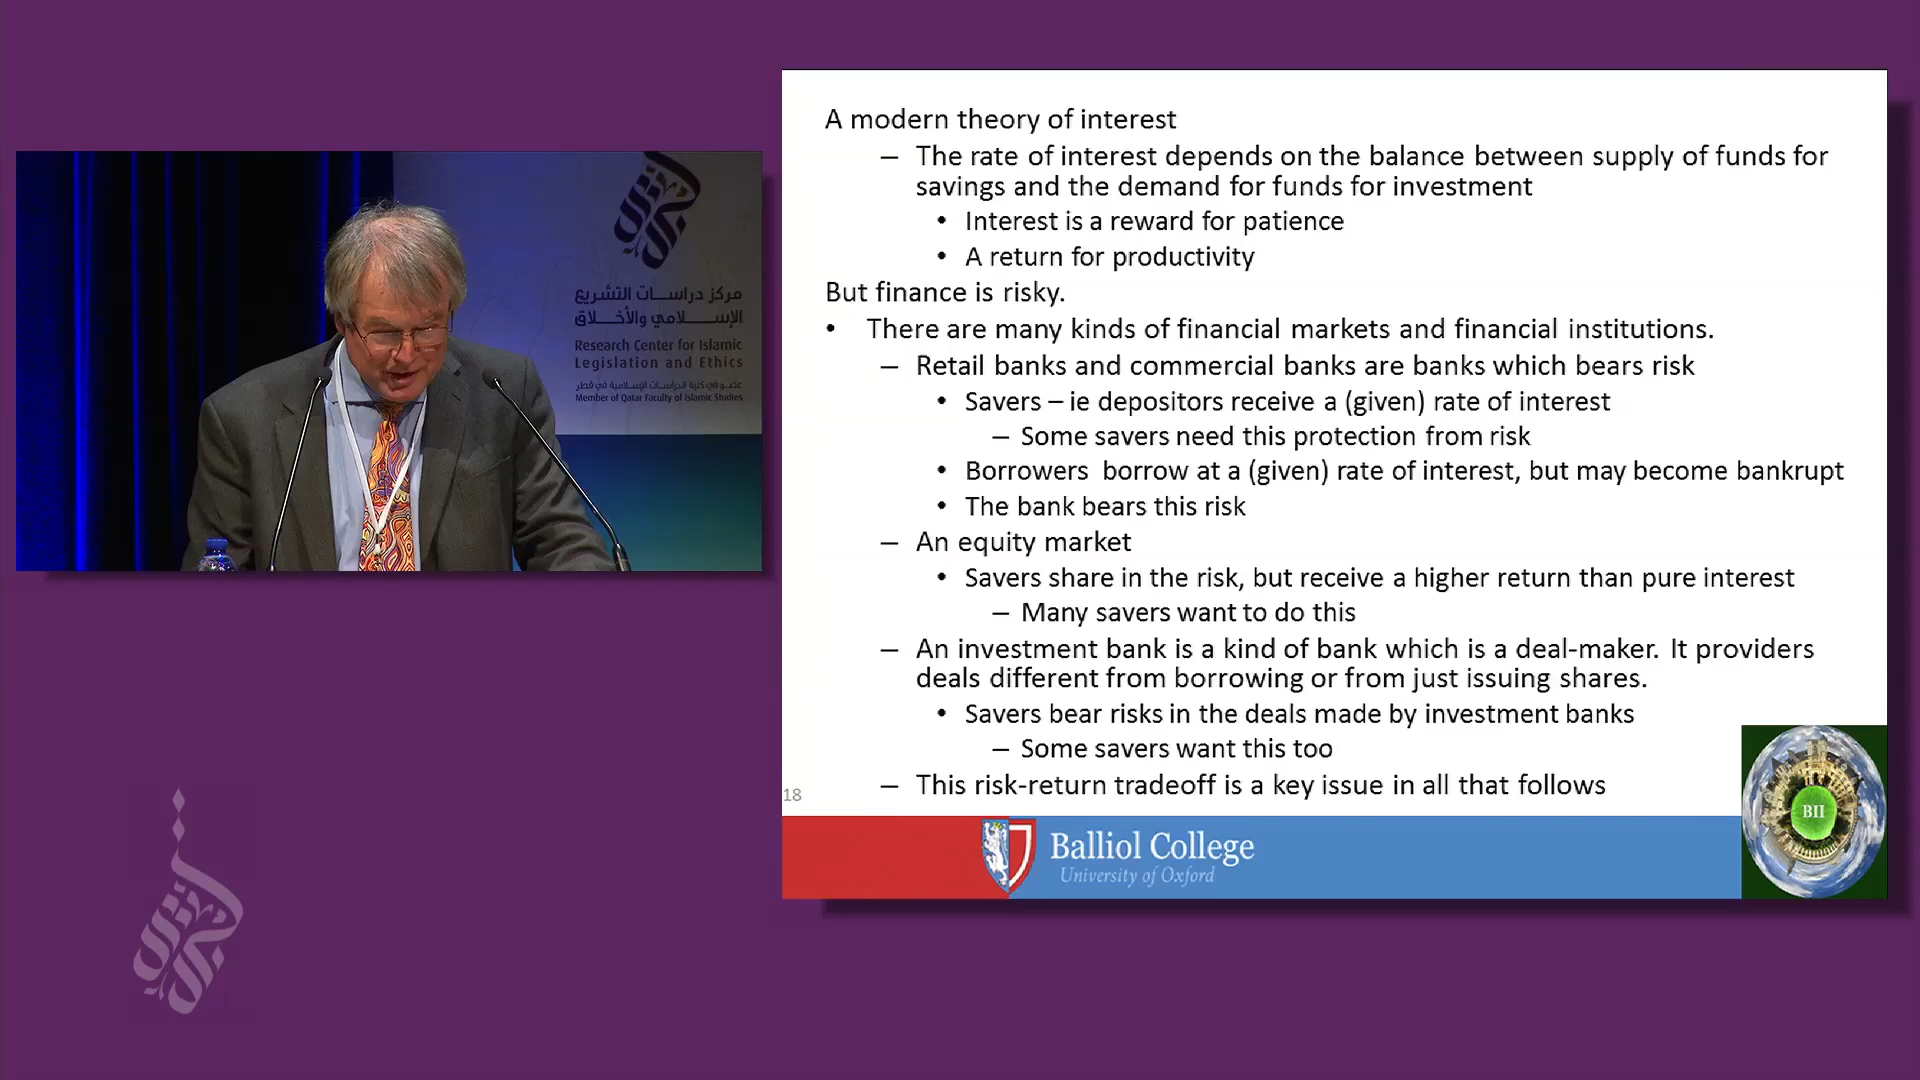 مركز دراسات التشريع
الإسلامي والأخلاق
Research Center for Islamic
Legislation and Ethics
عضو في كلية الدراسات الإسلامية في قطر
Member of Qatar Faculty of Islamic Studies
A modern theory of interest
– The rate of interest depends on the balance between supply of funds for
savings and the demand for funds for investment
• Interest is a reward for patience
• A return for productivity
But finance is risky.
• There are many kinds of financial markets and financial institutions.
– Retail banks and commercial banks are banks which bears risk
• Savers – ie depositors receive a (given) rate of interest
– Some savers need this protection from risk
• Borrowers  borrow at a (given) rate of interest, but may become bankrupt
• The bank bears this risk
– An equity market
• Savers share in the risk, but receive a higher return than pure interest
– Many savers want to do this
– An investment bank is a kind of bank which is a deal-maker.  It providers
deals different from borrowing or from just issuing shares.
• Savers bear risks in the deals made by investment banks
– Some savers want this too
– This risk-return tradeoff is a key issue in all that follows
18
Balliol College
University of Oxford
BII